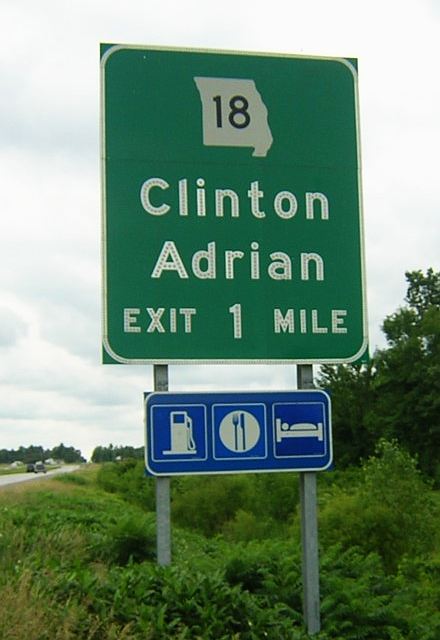 18
Clinton
Adrian
EXIT 1 MILE